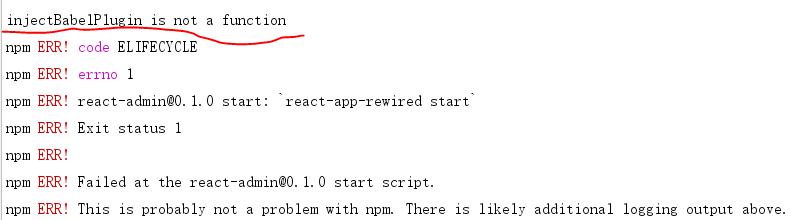 injectBabelPlugin is not a function
npm ERR! code ELIFECYCLE
npm ERR! errno 1
npm ERR! react-admin@0.1.0 start: `react-app-rewired start`
npm ERR! Exit status 1
npm ERR!
npm ERR! Failed at the react-admin@0.1.0 start script.
npm ERR! This is probably not a problem with npm. There is likely additional logging output above.